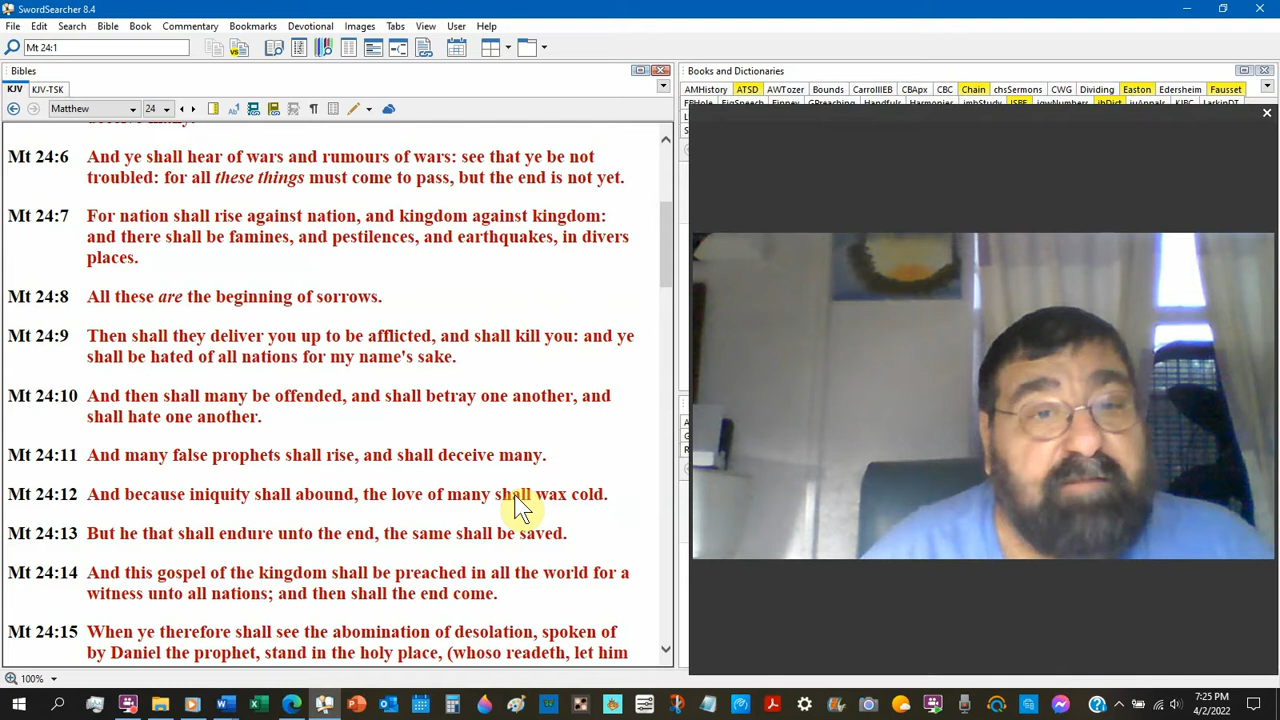 SwordSearcher 8.4
File Edit Search Bible Book Commentary Bookmarks Devotional Images Tabs View User Help
Mt 24:1
Bibles
KJV KJV-TSK
Matthew 24
Mt 24:6 And ye shall hear of wars and rumours of wars: see that ye be not
troubled: for all these things must come to pass, but the end is not yet.
Mt 24:7 For nation shall rise against nation, and kingdom against kingdom:
and there shall be famines, and pestilences, and earthquakes, in divers
places.
Mt 24:8 All these are the beginning of sorrows.
Mt 24:9 Then shall they deliver you up to be afflicted, and shall kill you: and ye
shall be hated of all nations for my name's sake.
Mt 24:10 And then shall many be offended, and shall betray one another, and
shall hate one another.
Mt 24:11 And many false prophets shall rise, and shall deceive many.
Mt 24:12 And because iniquity shall abound, the love of many shall wax cold.
Mt 24:13 But he that shall endure unto the end, the same shall be saved.
Mt 24:14 And this gospel of the kingdom shall be preached in all the world for a
witness unto all nations; and then shall the end come.
Mt 24:15 When ye therefore shall see the abomination of desolation, spoken of
by Daniel the prophet, stand in the holy place, (whoso readeth, let him
100%
Books and Dictionaries
AMHistory ATSD AWTozer Bounds CarrollIEB CBApx CBC Chain chsSermons CWG Dividing Easton Edersheim Fausset
7:25 PM
4/2/2022